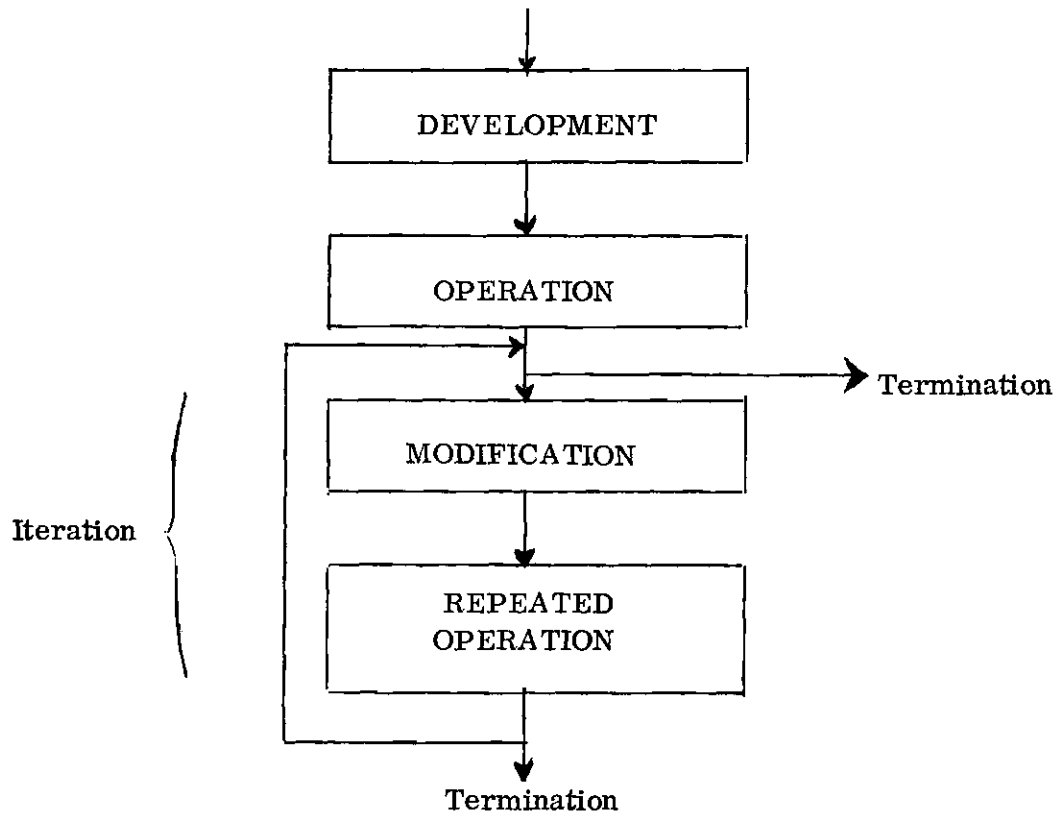 DEVELOPMENT
OPERATION
Termination
MODIFICATION
Iteration
REPEATED
OPERATION
Termination